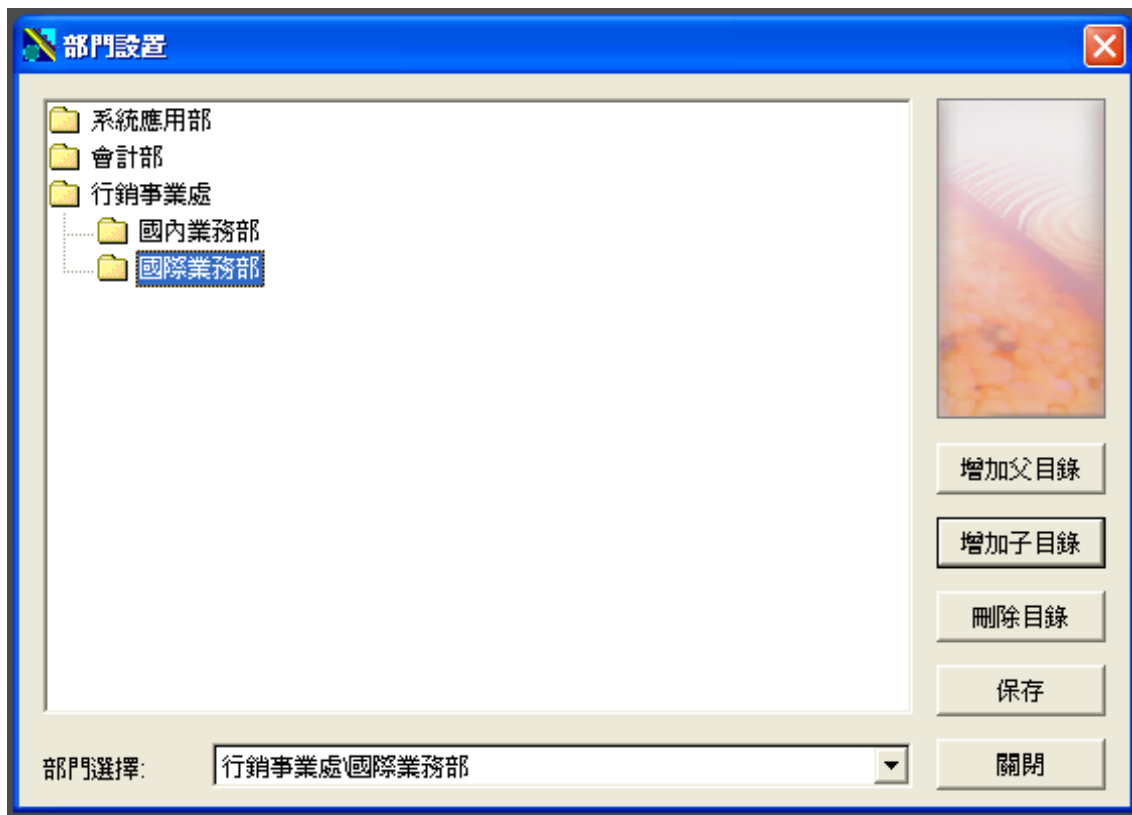 部門設置
系統應用部
會計部
行銷事業處
國內業務部
國際業務部
增加父目錄
增加子目錄
刪除目錄
保存
部門選擇: 行銷事業處\國際業務部
關閉